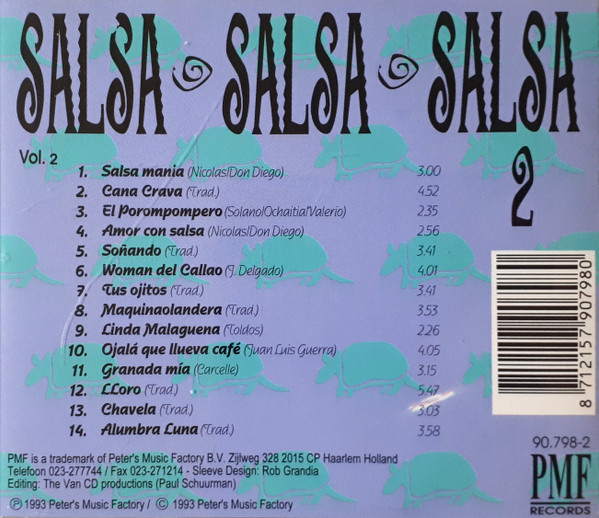 SALSA SALSA SALSA
2
Vol. 2
1. Salsa mania (Nicolas/Don Diego) 3.00
2. Cana Crava (Trad.) 4.52
3. El Porompompero (Solano/Ochaitia/Valerio) 2.35
4. Amor con salsa (Nicolas/Don Diego) 2.56
5. Soñando (Trad.) 3.41
6. Woman del Callao (J. Delgado) 4.01
7. Tus ojitos (Trad.) 3.41
8. Maquinaolandera (Trad.) 3.53
9. Linda Malaguena (Toldos) 2.26
10. Ojalá que llueva café (Juan Luis Guerra) 4.05
11. Granada mía (Carcelle) 3.15
12. LLoro (Trad.) 5.47
13. Chavela (Trad.) 3.03
14. Alumbra Luna (Trad.) 3.58
8 712157 907980
90.798-2
PMF is a trademark of Peter's Music Factory B.V. Zijlweg 328 2015 CP Haarlem Holland
Telefoon 023-277744 / Fax 023-271214 - Sleeve Design: Rob Grandia
Editing: The Van CD productions (Paul Schuurman)
Ⓟ 1993 Peter's Music Factory / © 1993 Peter's Music Factory
PMF
RECORDS